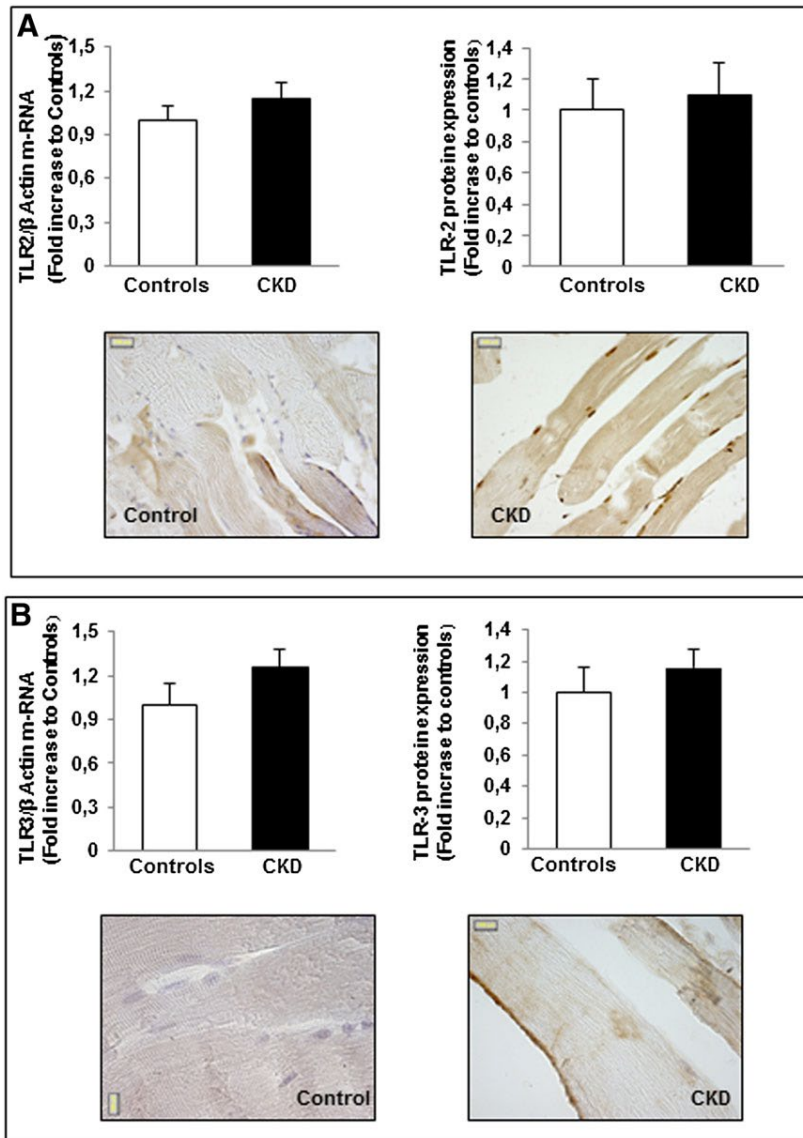 A
TLR2/β Actin m-RNA
(Fold increase to Controls)
1,5
1,2
0,9
0,6
0,3
0
Controls
CKD
TLR-2 protein expression
(Fold incrase to controls)
1,4
1,2
1
0,8
0,6
0,4
0,2
0
Controls
CKD
Control
CKD
B
TLR3/β Actin m-RNA
(Fold increase to Controls)
1,5
1,2
0,9
0,6
0,3
0
Controls
CKD
TLR-3 protein expression
(Fold incrase to controls)
1,4
1,2
1
0,8
0,6
0,4
0,2
0
Controls
CKD
Control
CKD